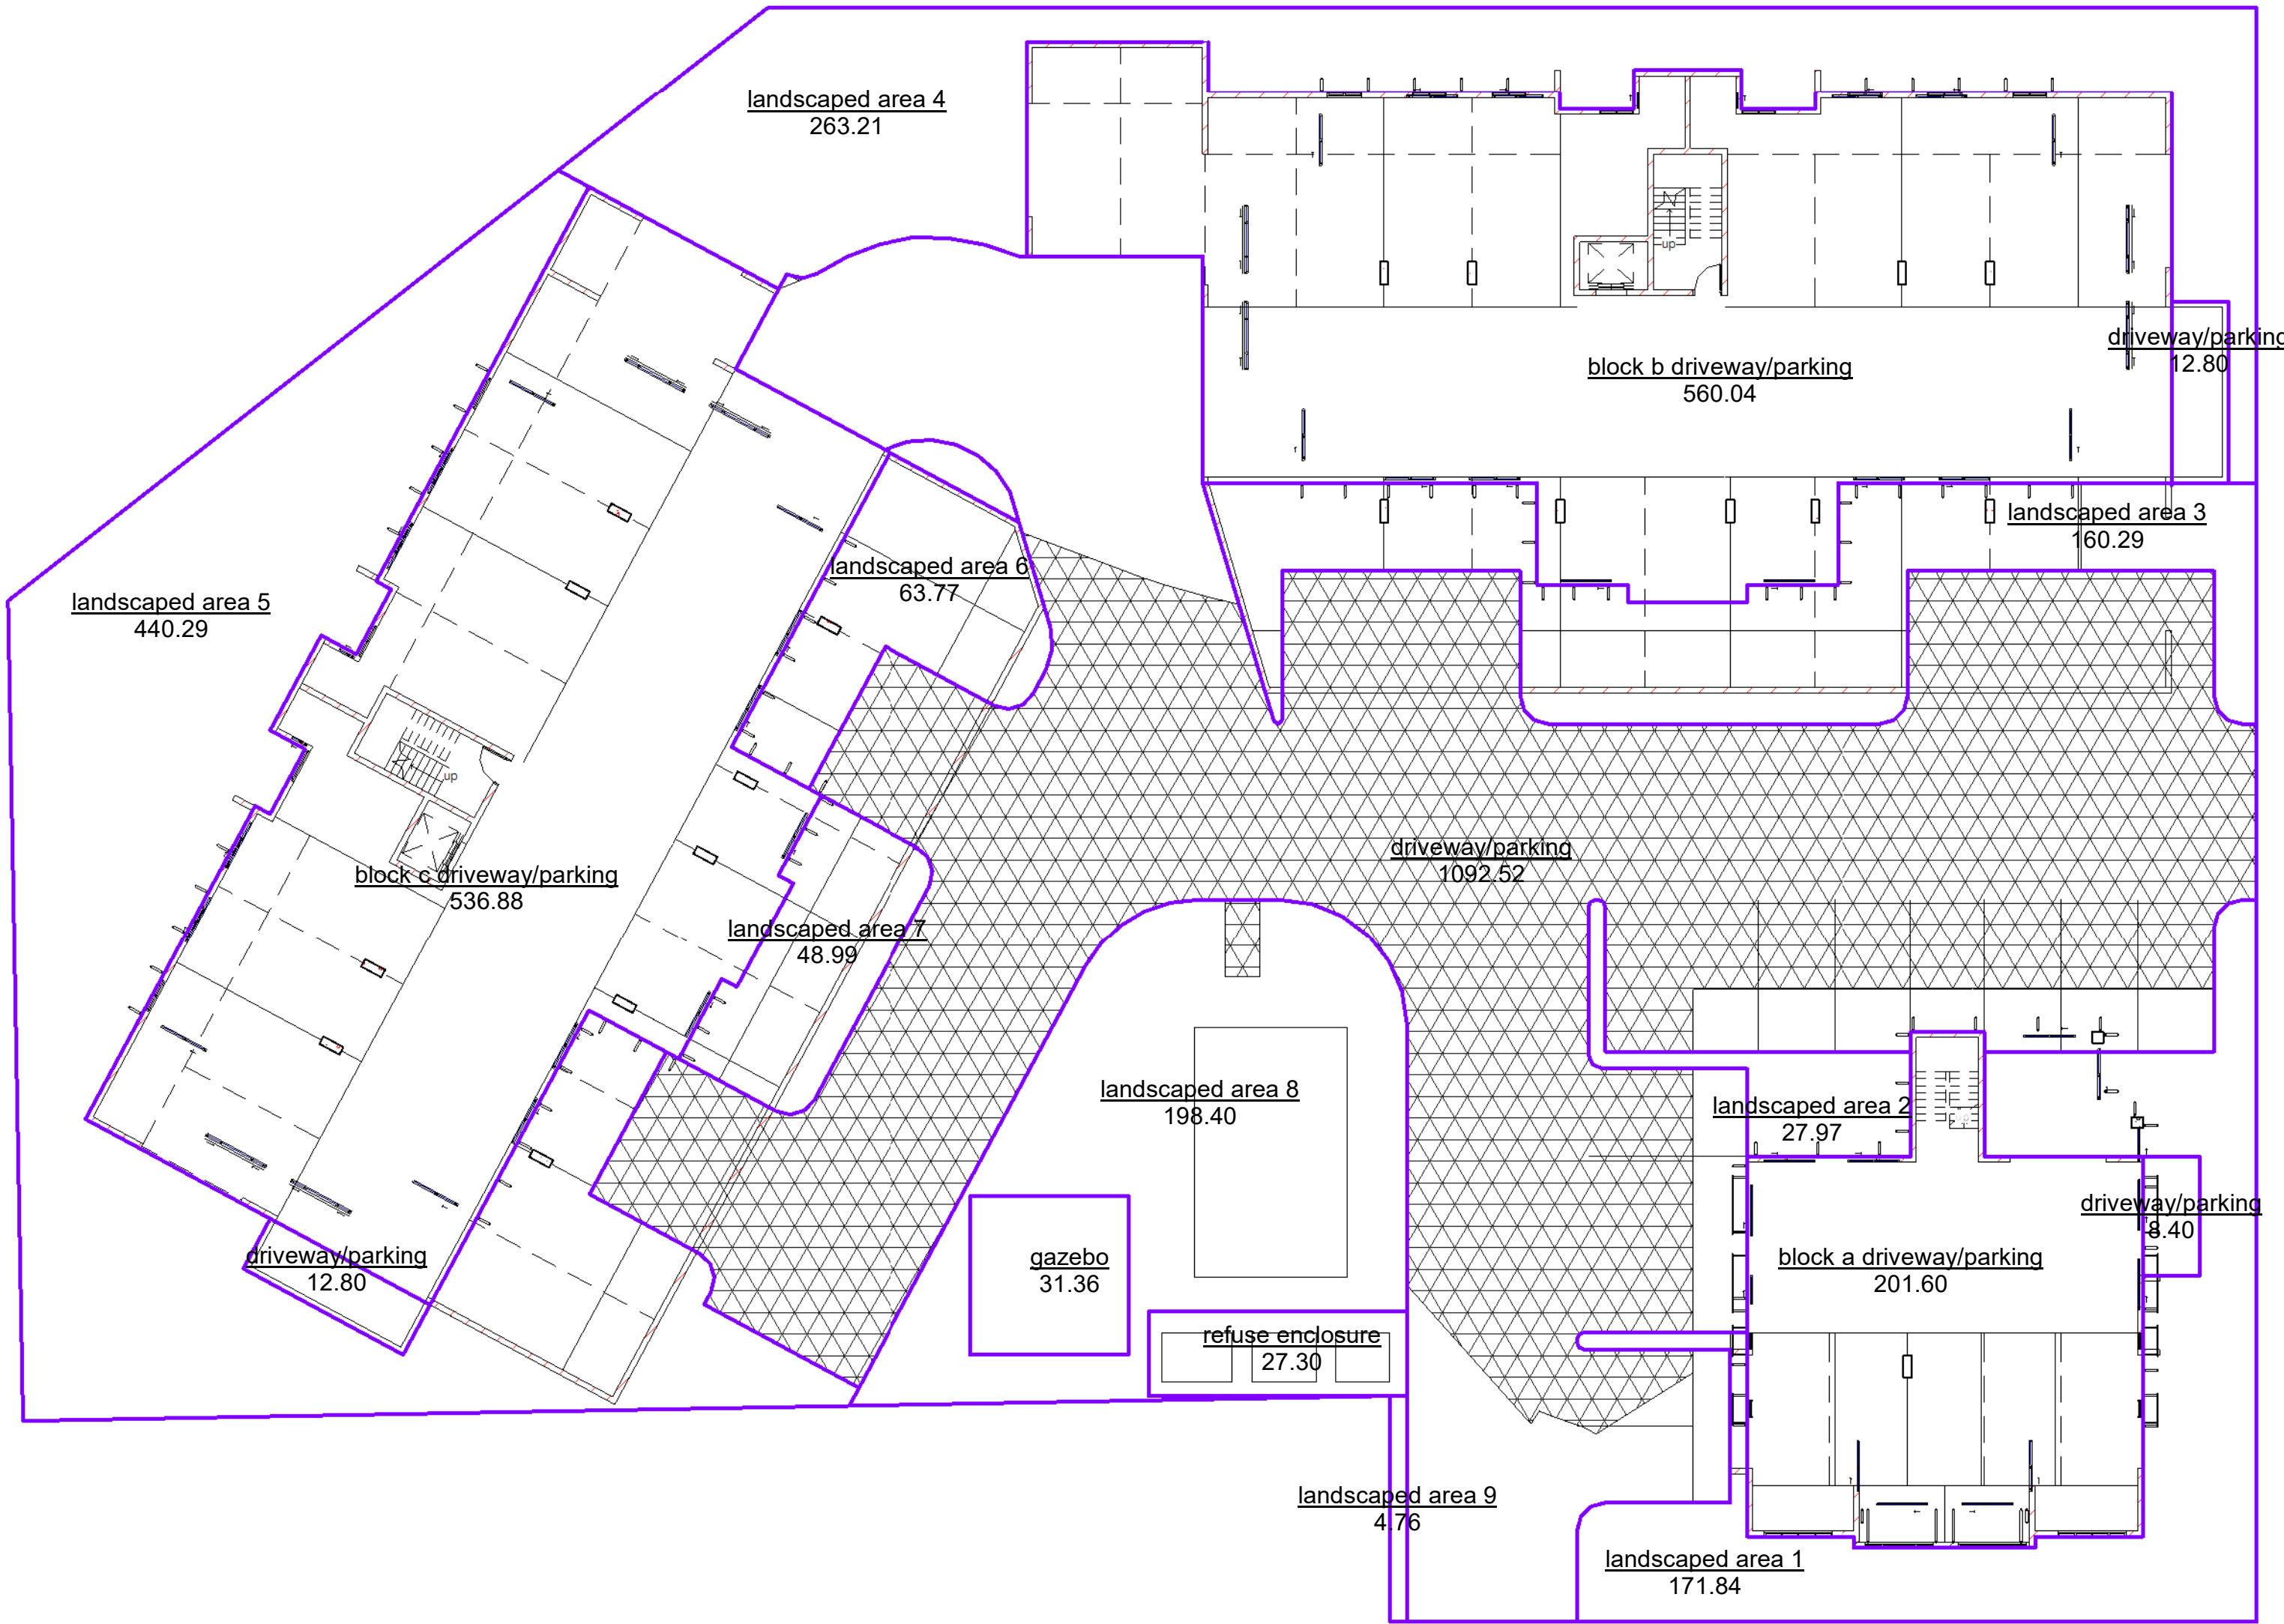 landscaped area 4
263.21
up
driveway/parking
12.80
block b driveway/parking
560.04
landscaped area 3
160.29
landscaped area 6
63.77
landscaped area 5
440.29
up
driveway/parking
1092.52
block c driveway/parking
536.88
landscaped area 7
48.99
landscaped area 8
198.40
landscaped area 2
27.97
driveway/parking
8.40
driveway/parking
12.80
gazebo
31.36
block a driveway/parking
201.60
refuse enclosure
27.30
landscaped area 9
4.76
landscaped area 1
171.84